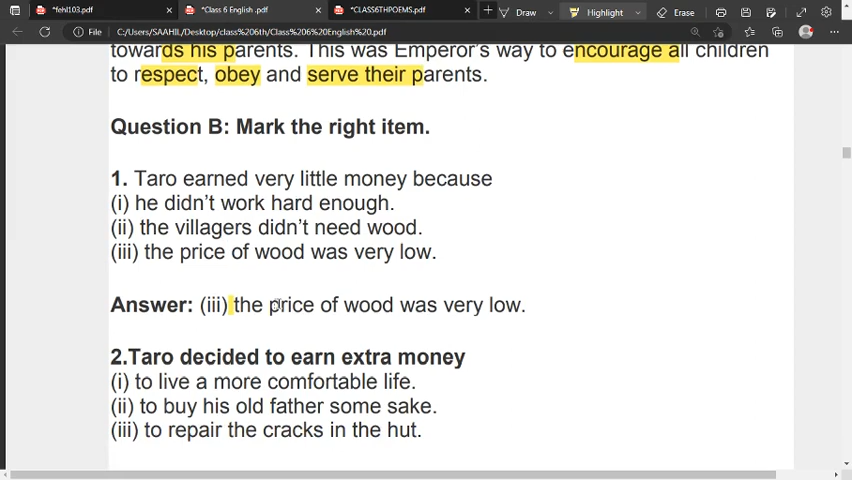 *fehl103.pdf
*Class 6 English .pdf
*CLASS6THPOEMS.pdf
Draw
Highlight
Erase
File
C:/Users/SAAHIL/Desktop/class%206th/Class%206%20English%20.pdf
towards his parents. This was Emperor's way to encourage all children
to respect, obey and serve their parents.
Question B: Mark the right item.
1. Taro earned very little money because
(i) he didn't work hard enough.
(ii) the villagers didn't need wood.
(iii) the price of wood was very low.
Answer: (iii) the price of wood was very low.
2.Taro decided to earn extra money
(i) to live a more comfortable life.
(ii) to buy his old father some sake.
(iii) to repair the cracks in the hut.